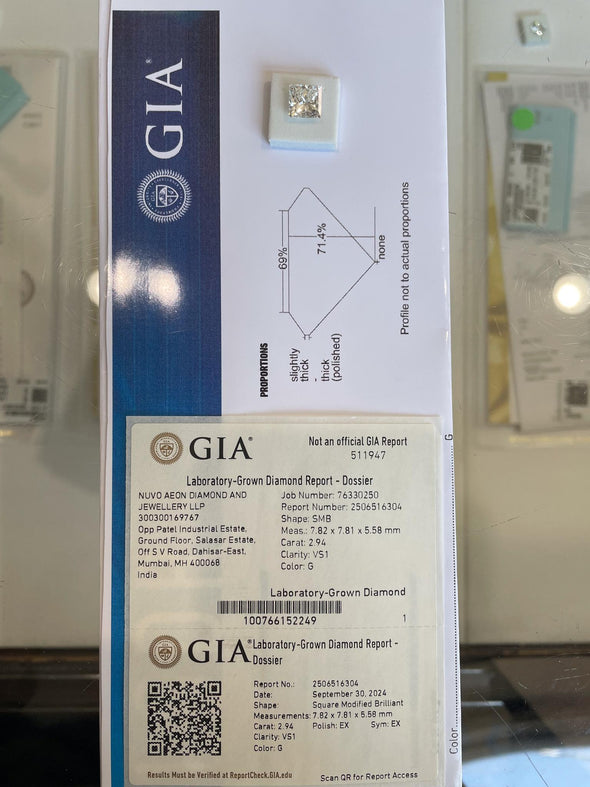 GIA
69%
71.4%
none
Profile not to actual proportions
PROPORTIONS
slightly
thick
-
thick
(polished)
GIA®
Not an official GIA Report
511947
Laboratory-Grown Diamond Report - Dossier
NUVO AEON DIAMOND AND
JEWELLERY LLP
300300169767
Opp Patel Industrial Estate,
Ground Floor, Salasar Estate,
Off S V Road, Dahisar-East,
Mumbai, MH 400068
India
Job Number: 76330250
Report Number: 2506516304
Shape: SMB
Meas.: 7.82 x 7.81 x 5.58 mm
Carat: 2.94
Clarity: VS1
Color: G
Laboratory-Grown Diamond
100766152249
1
GIA®
Laboratory-Grown Diamond Report -
Dossier
Report No.: 2506516304
Date: September 30, 2024
Shape: Square Modified Brilliant
Measurements: 7.82 x 7.81 x 5.58 mm
Carat: 2.94 Polish: EX Sym: EX
Clarity: VS1
Color: G
Results Must be Verified at ReportCheck.GIA.edu
Scan QR for Report Access
Color G